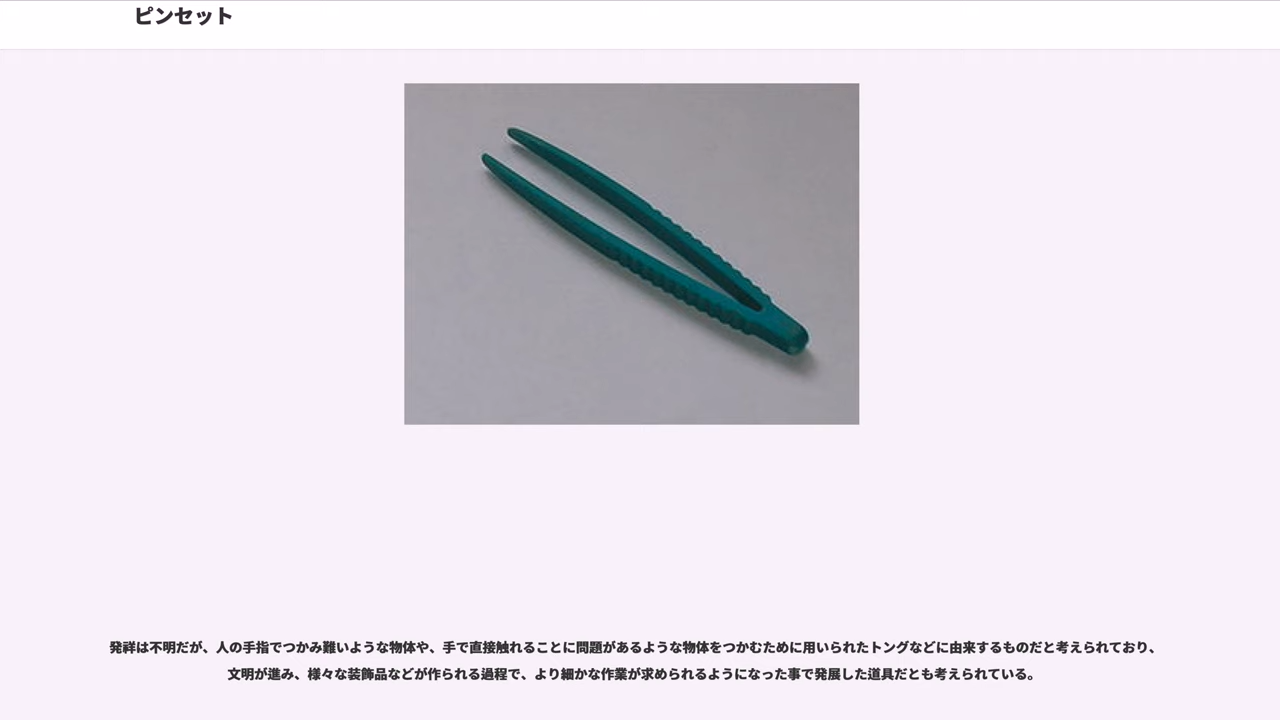 ピンセット
発祥は不明だが、人の手指でつかみ難いような物体や、手で直接触れることに問題があるような物体をつかむために用いられたトングなどに由来するものだと考えられており、
文明が進み、様々な装飾品などが作られる過程で、より細かな作業が求められるようになった事で発展した道具だとも考えられている。